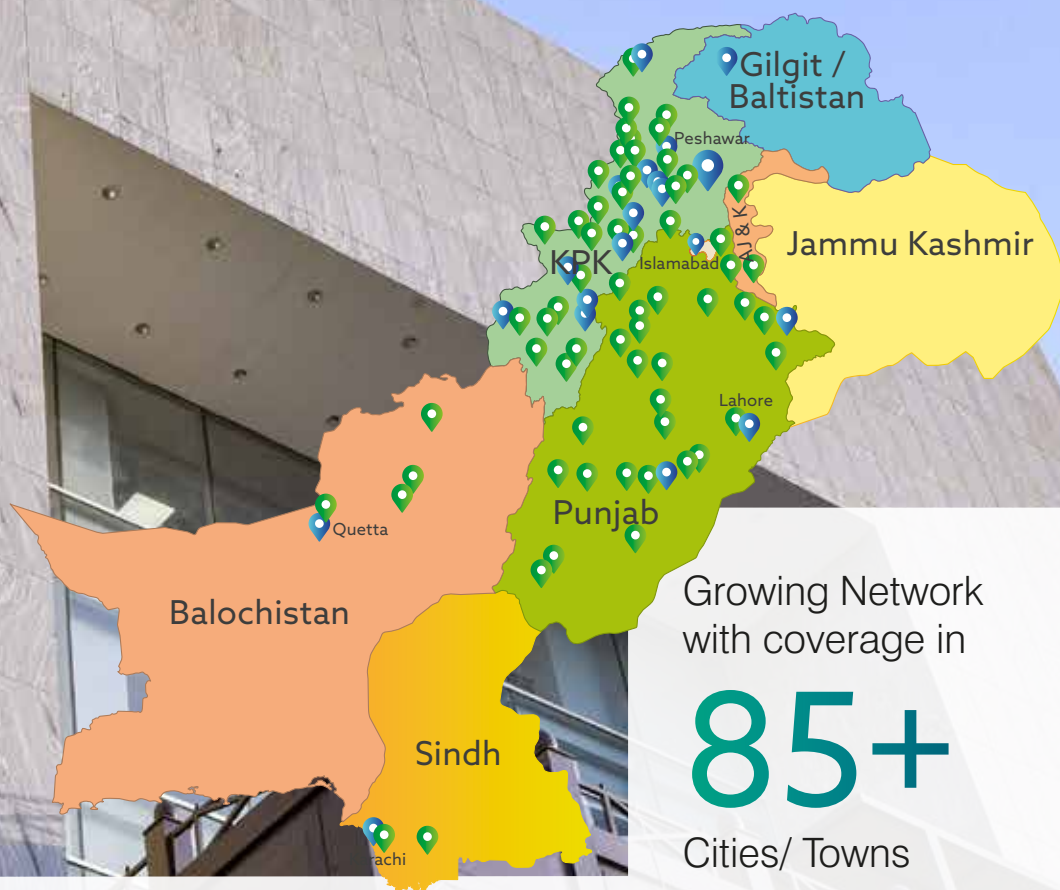 Gilgit /
Baltistan
Peshawar
AJ & K
Jammu Kashmir
KPK
Islamabad
Lahore
Punjab
Quetta
Balochistan
Sindh
rachi
Growing Network
with coverage in
85+
Cities/ Towns